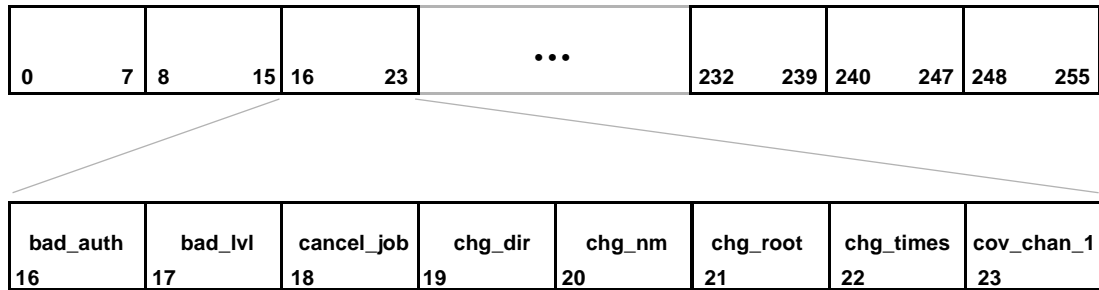 ...
0 7 8 15 16 23 232 239 240 247 248 255
bad_auth bad_lvl cancel_job chg_dir chg_nm chg_root chg_times cov_chan_1
16 17 18 19 20 21 22 23